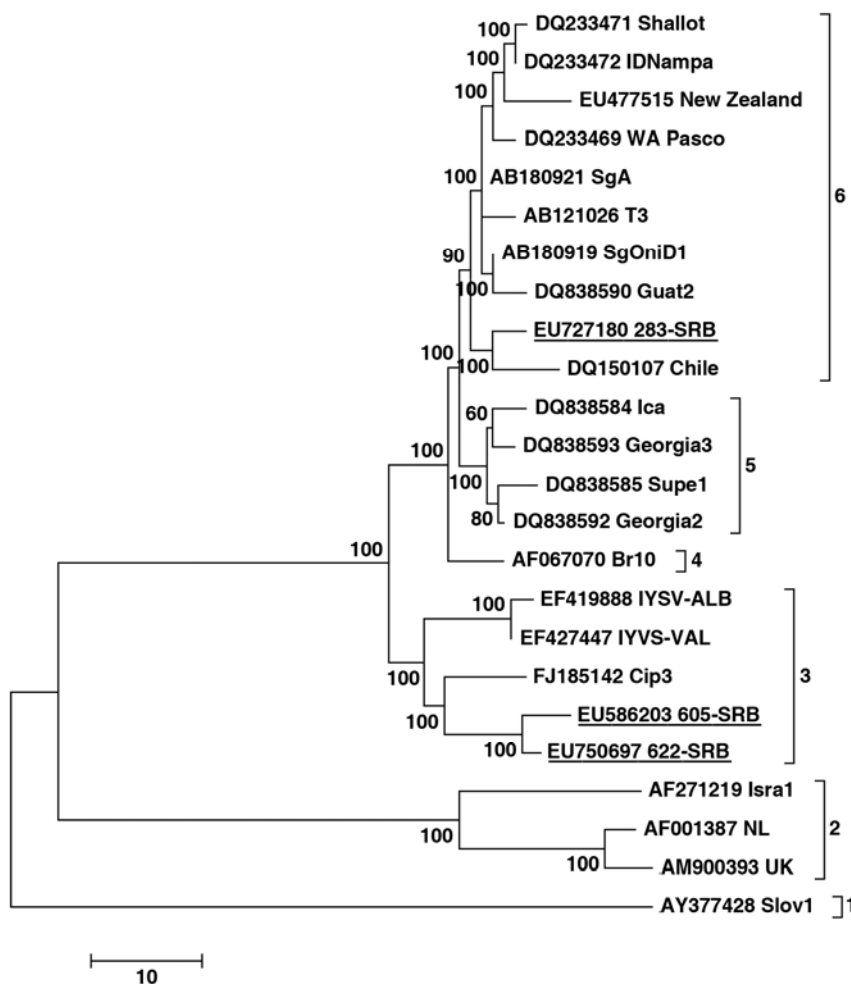 100
DQ233471 Shallot
100
DQ233472 IDNampa
100
EU477515 New Zealand
DQ233469 WA Pasco
100
AB180921 SgA
6
AB121026 T3
90
AB180919 SgOniD1
100
DQ838590 Guat2
EU727180 283-SRB
100
100
DQ150107 Chile
60
DQ838584 Ica
100
DQ838593 Georgia3
5
100
DQ838585 Supe1
80
DQ838592 Georgia2
100
AF067070 Br10
4
100
EF419888 IYSV-ALB
EF427447 IYVS-VAL
100
FJ185142 Cip3
3
100
EU586203 605-SRB
100
EU750697 622-SRB
AF271219 Isra1
100
AF001387 NL
2
100
AM900393 UK
AY377428 Slov1
1
10